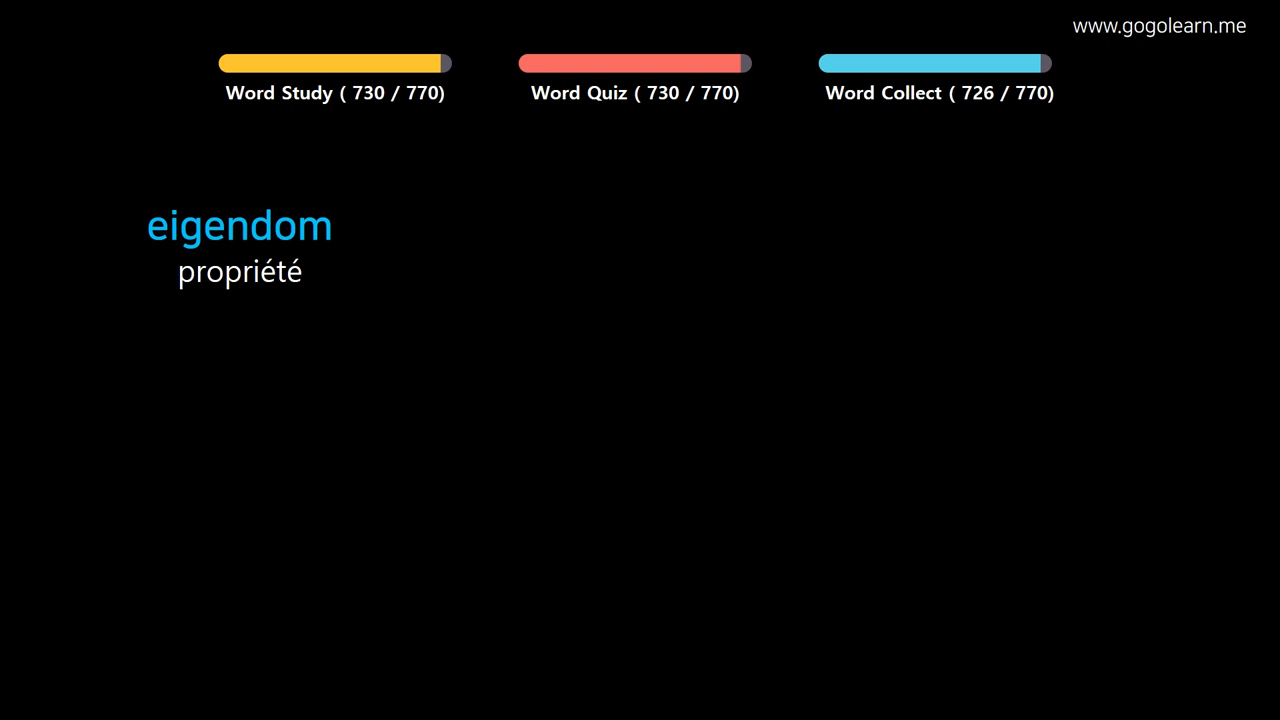 www.gogolearn.me
Word Study ( 730 / 770)
Word Quiz ( 730 / 770)
Word Collect ( 726 / 770)
eigendom
propriété